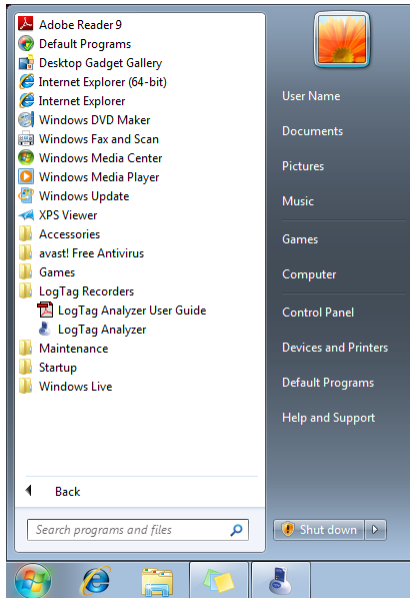 Adobe Reader 9
Default Programs
Desktop Gadget Gallery
Internet Explorer (64-bit)
Internet Explorer
Windows DVD Maker
Windows Fax and Scan
Windows Media Center
Windows Media Player
Windows Update
XPS Viewer
Accessories
avast! Free Antivirus
Games
LogTag Recorders
LogTag Analyzer User Guide
LogTag Analyzer
Maintenance
Startup
Windows Live
Back
Search programs and files
User Name
Documents
Pictures
Music
Games
Computer
Control Panel
Devices and Printers
Default Programs
Help and Support
Shut down